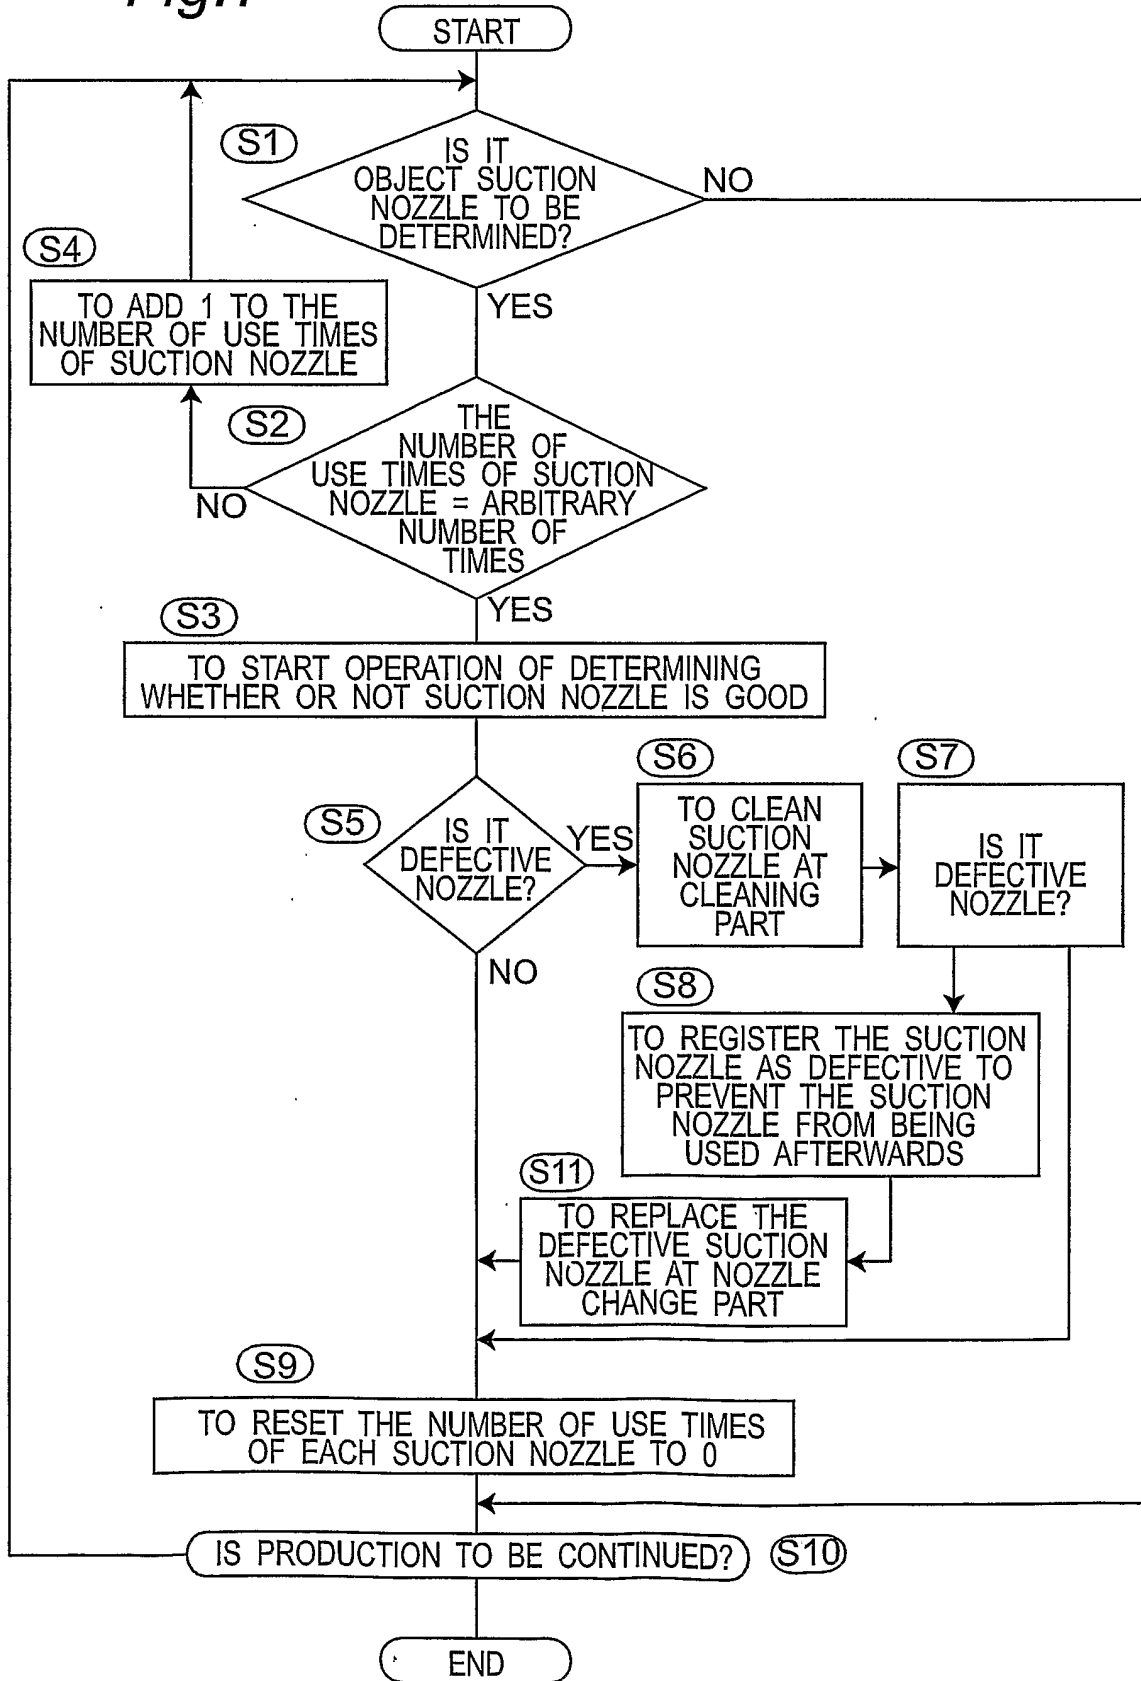 START
S1
IS IT
OBJECT SUCTION
NOZZLE TO BE
DETERMINED?
NO
YES
S4
TO ADD 1 TO THE
NUMBER OF USE TIMES
OF SUCTION NOZZLE
S2
THE
NUMBER OF
USE TIMES OF SUCTION
NOZZLE = ARBITRARY
NUMBER OF
TIMES
NO
YES
S3
TO START OPERATION OF DETERMINING
WHETHER OR NOT SUCTION NOZZLE IS GOOD
S5
IS IT
DEFECTIVE
NOZZLE?
YES
NO
S6
TO CLEAN
SUCTION
NOZZLE AT
CLEANING
PART
S7
IS IT
DEFECTIVE
NOZZLE?
S8
TO REGISTER THE SUCTION
NOZZLE AS DEFECTIVE TO
PREVENT THE SUCTION
NOZZLE FROM BEING
USED AFTERWARDS
S11
TO REPLACE THE
DEFECTIVE SUCTION
NOZZLE AT NOZZLE
CHANGE PART
S9
TO RESET THE NUMBER OF USE TIMES
OF EACH SUCTION NOZZLE TO 0
IS PRODUCTION TO BE CONTINUED?
S10
END